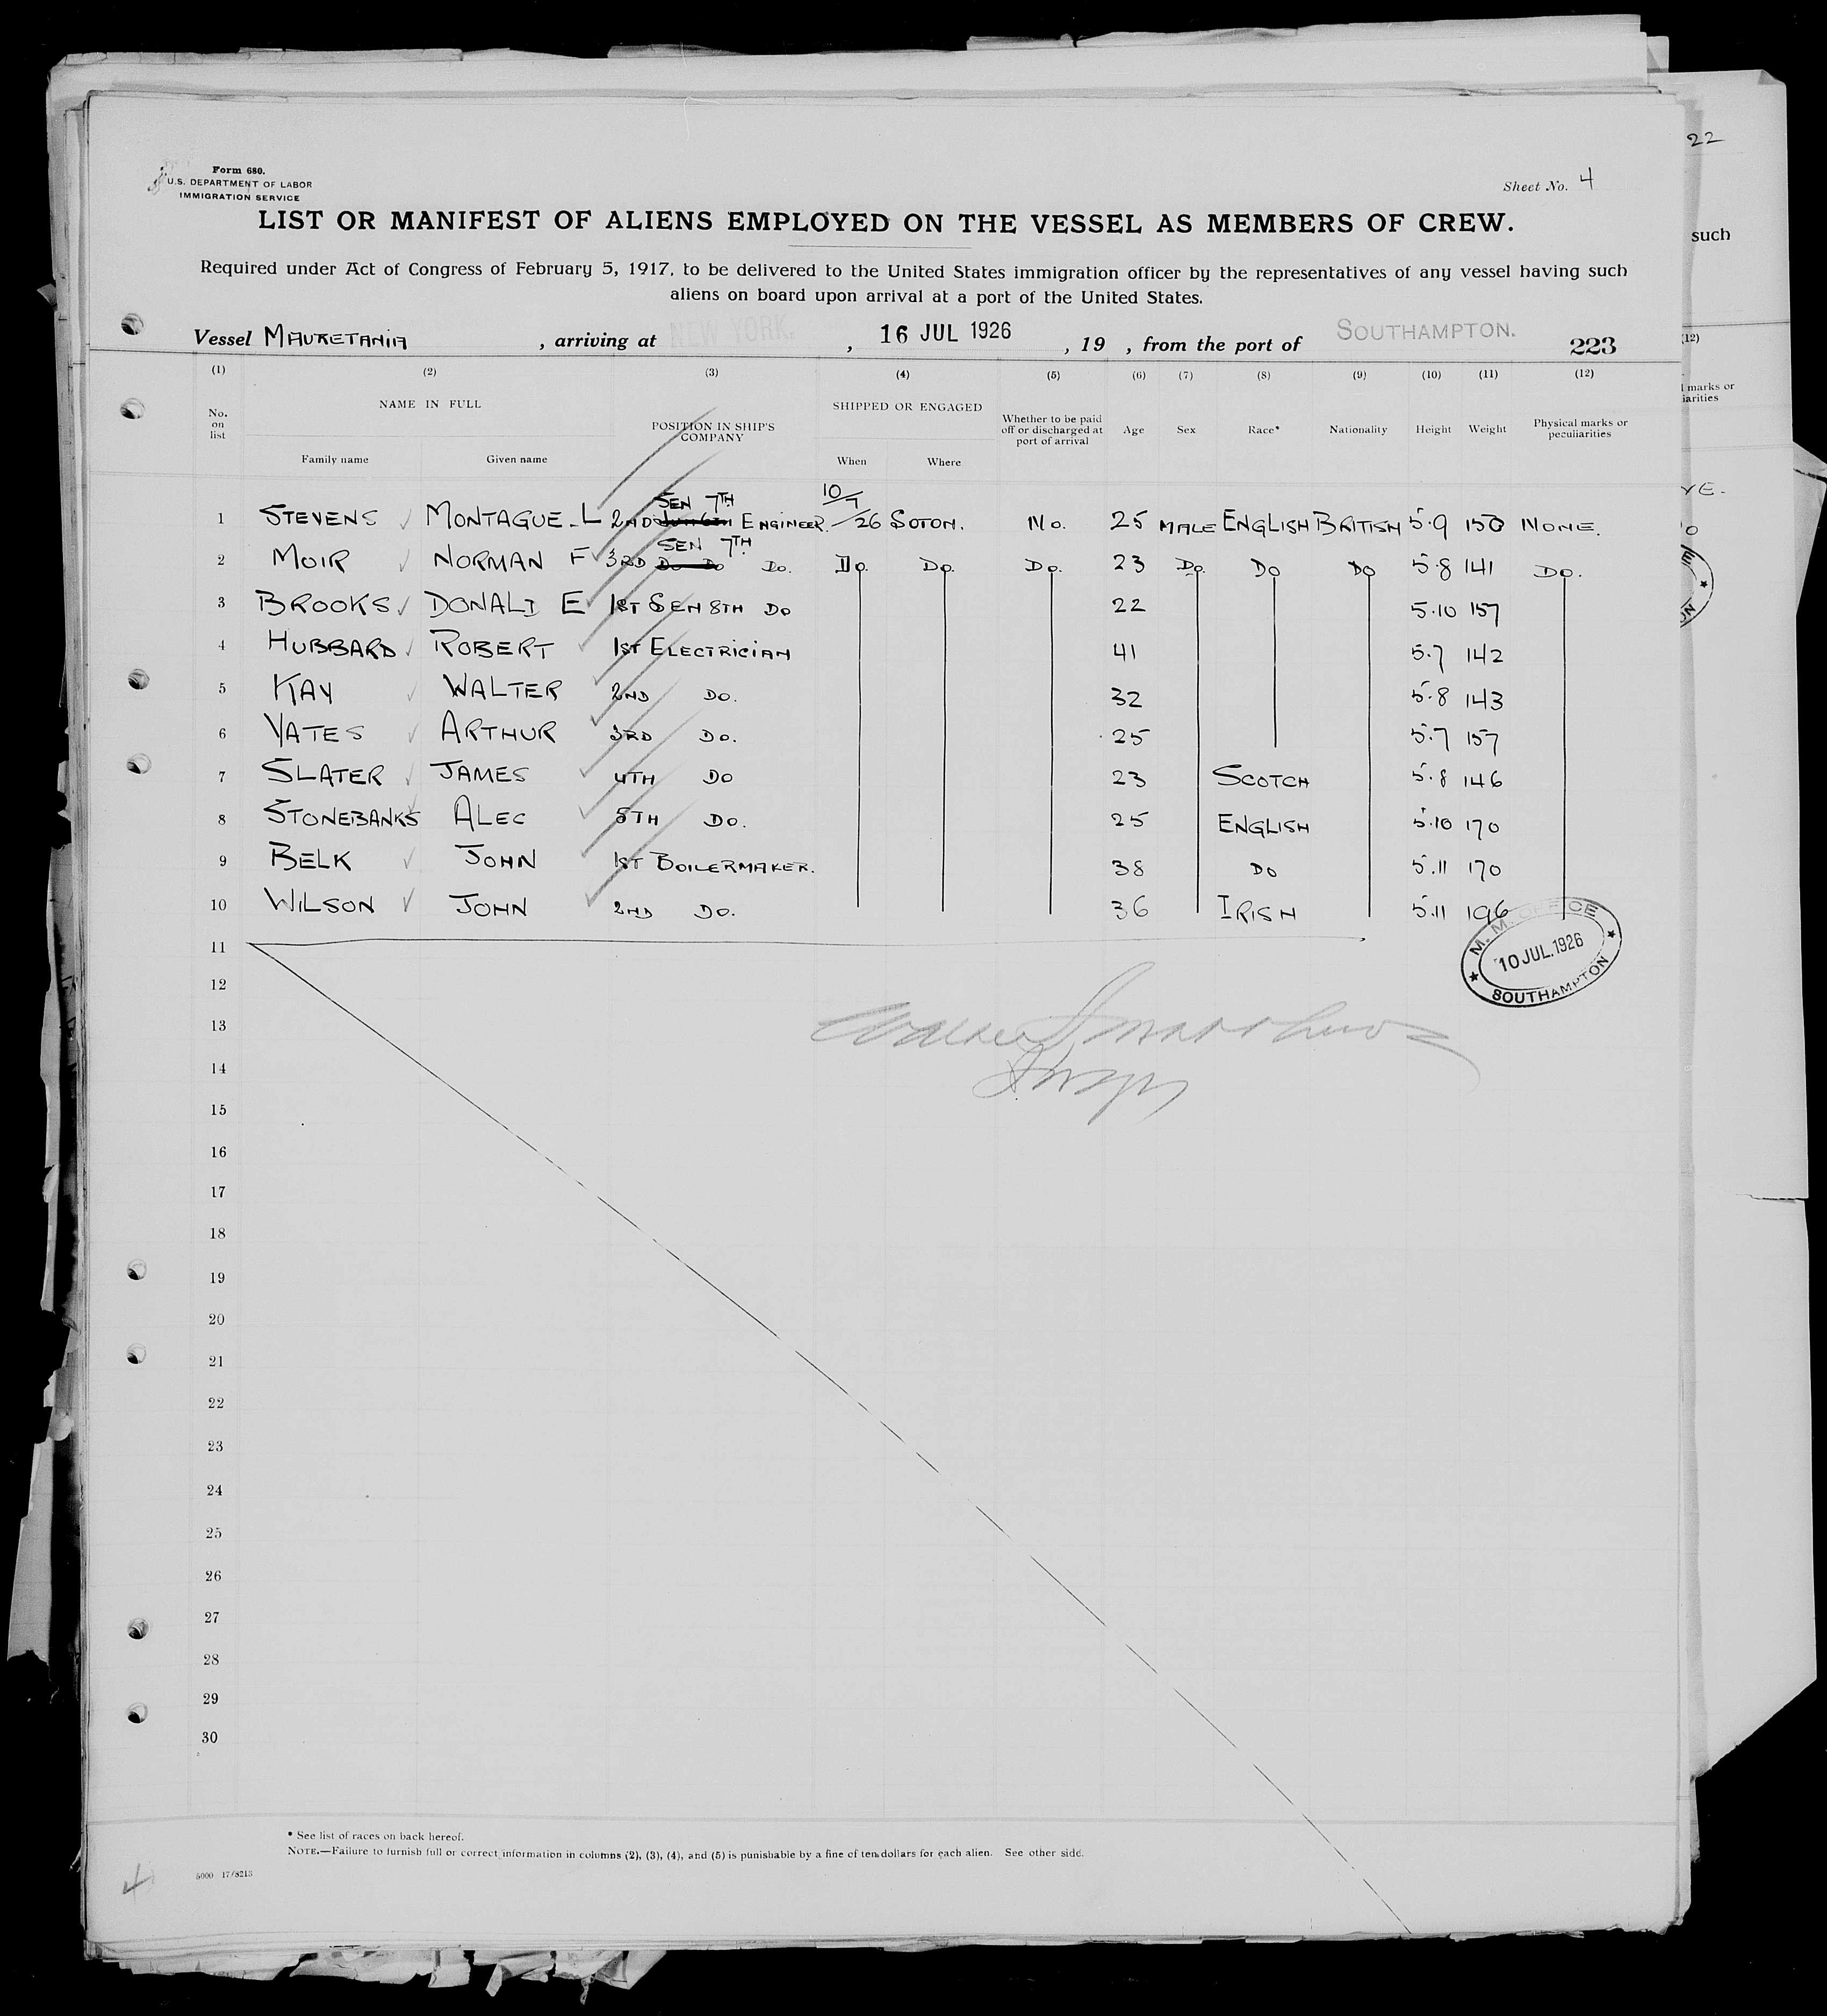 22
such
(12)
l marks or
iarities
VE.
Form 680.
U.S. DEPARTMENT OF LABOR
IMMIGRATION SERVICE
Sheet No. 4
LIST OR MANIFEST OF ALIENS EMPLOYED ON THE VESSEL AS MEMBERS OF CREW.
Required under Act of Congress of February 5, 1917, to be delivered to the United States immigration officer by the representatives of any vessel having such
aliens on board upon arrival at a port of the United States.
Vessel MAURETANIA, arriving at NEW YORK., 16 JUL 1926, 19 , from the port of SOUTHAMPTON.
223
(1) (2) (3) (4) (5) (6) (7) (8) (9) (10) (11) (12)
No. on list NAME IN FULL Family name Given name POSITION IN SHIP'S COMPANY SHIPPED OR ENGAGED When Where Whether to be paid off or discharged at port of arrival Age Sex Race* Nationality Height Weight Physical marks or peculiarities
1 STEVENS MONTAGUE. L 2ND SEN 7TH ENGINEER. 10/7/26 SOTON. NO. 25 MALE ENGLISH BRITISH 5.9 150 NONE.
2 MOIR NORMAN F 3RD SEN 7TH DO. DO. DO. DO. 23 DO. DO DO 5.8 141 DO.
3 BROOKS DONALD E 1ST SEN 8TH DO 22 5.10 157
4 HUBBARD ROBERT 1ST ELECTRICIAN 41 5.7 142
5 KAY WALTER 2ND DO. 32 5.8 143
6 YATES ARTHUR 3RD DO. 25 5.7 157
7 SLATER JAMES 4TH DO 23 SCOTCH 5.8 146
8 STONEBANKS ALEC 5TH DO. 25 ENGLISH 5.10 170
9 BELK JOHN 1ST BOILERMAKER. 38 DO 5.11 170
10 WILSON JOHN 2ND DO. 36 IRISH 5.11 196
M. M. OFFICE
10 JUL. 1926
SOUTHAMPTON
11
12
13
14
15
16
17
18
19
20
21
22
23
24
25
26
27
28
29
30
* See list of races on back hereof.
NOTE.—Failure to furnish full or correct information in columns (2), (3), (4), and (5) is punishable by a fine of ten dollars for each alien. See other side.
4